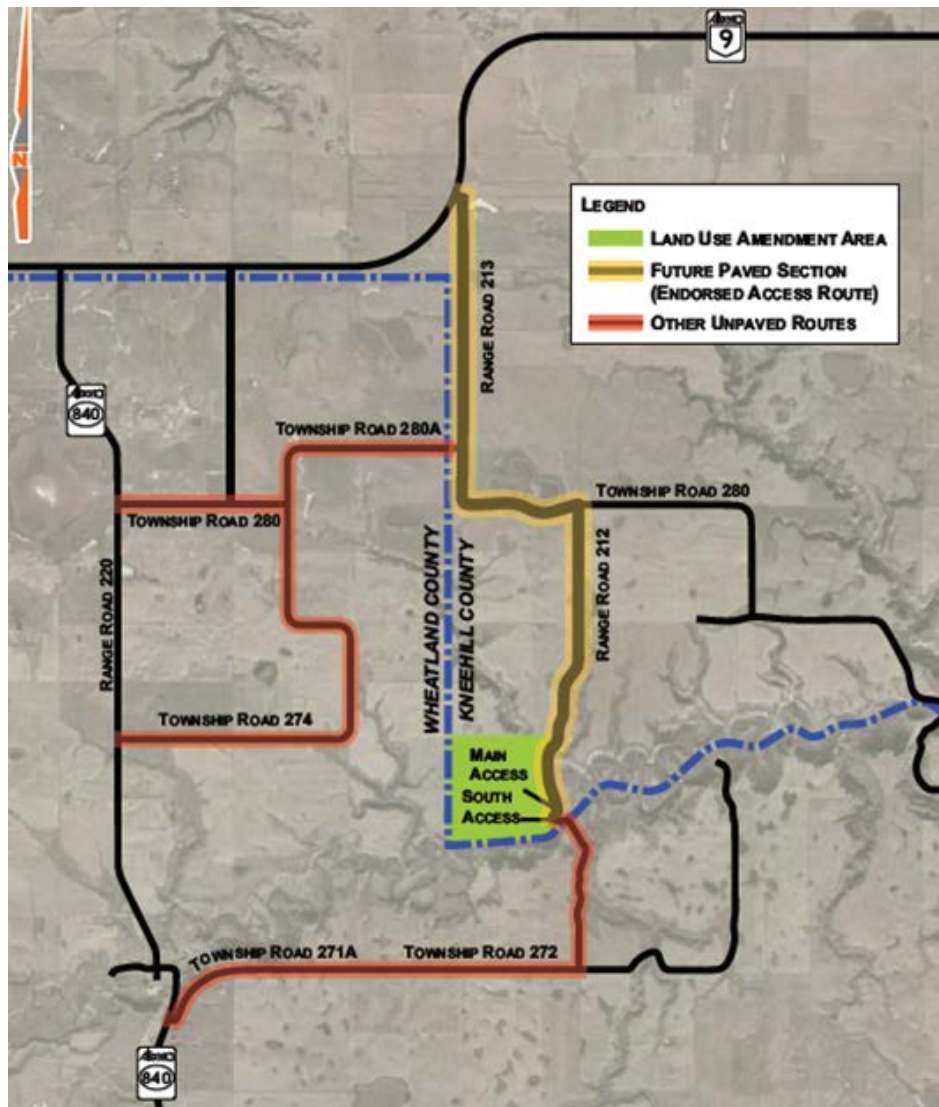 ALBERTA
9
N
LEGEND
LAND USE AMENDMENT AREA
FUTURE PAVED SECTION
(ENDORSED ACCESS ROUTE)
OTHER UNPAVED ROUTES
RANGE ROAD 213
840
TOWNSHIP ROAD 280A
TOWNSHIP ROAD 280
TOWNSHIP ROAD 280
RANGE ROAD 220
WHEATLAND COUNTY
KNEEHILL COUNTY
RANGE ROAD 212
TOWNSHIP ROAD 274
MAIN
ACCESS
SOUTH
ACCESS
TOWNSHIP ROAD 271A
TOWNSHIP ROAD 272
840